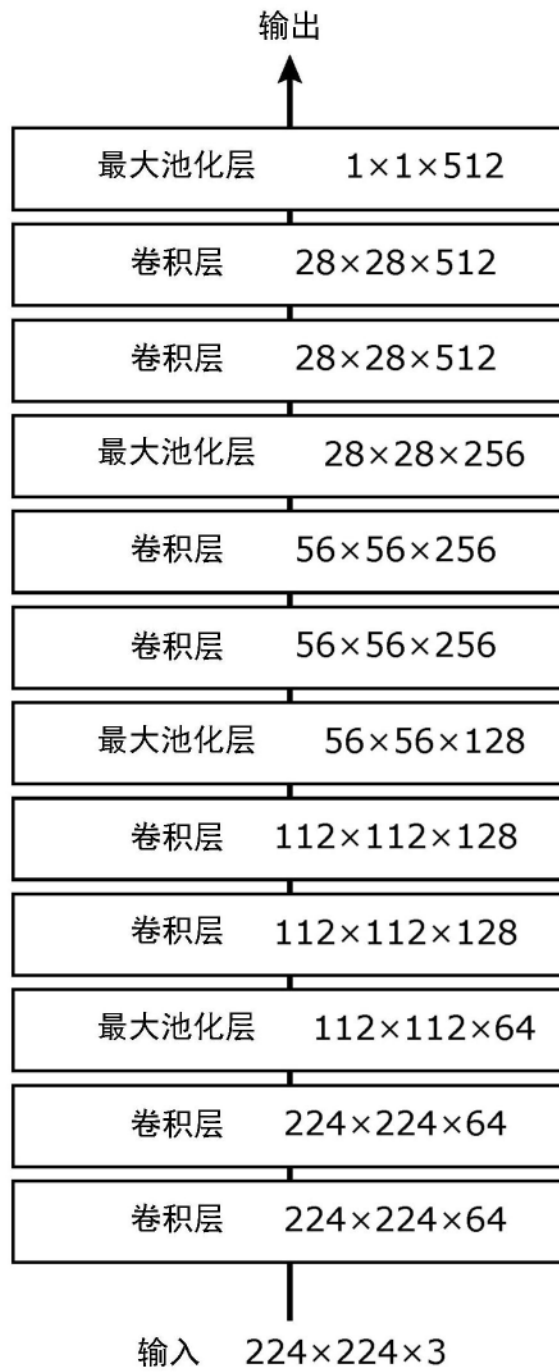 输出
最大池化层 1×1×512
卷积层 28×28×512
卷积层 28×28×512
最大池化层 28×28×256
卷积层 56×56×256
卷积层 56×56×256
最大池化层 56×56×128
卷积层 112×112×128
卷积层 112×112×128
最大池化层 112×112×64
卷积层 224×224×64
卷积层 224×224×64
输入 224×224×3